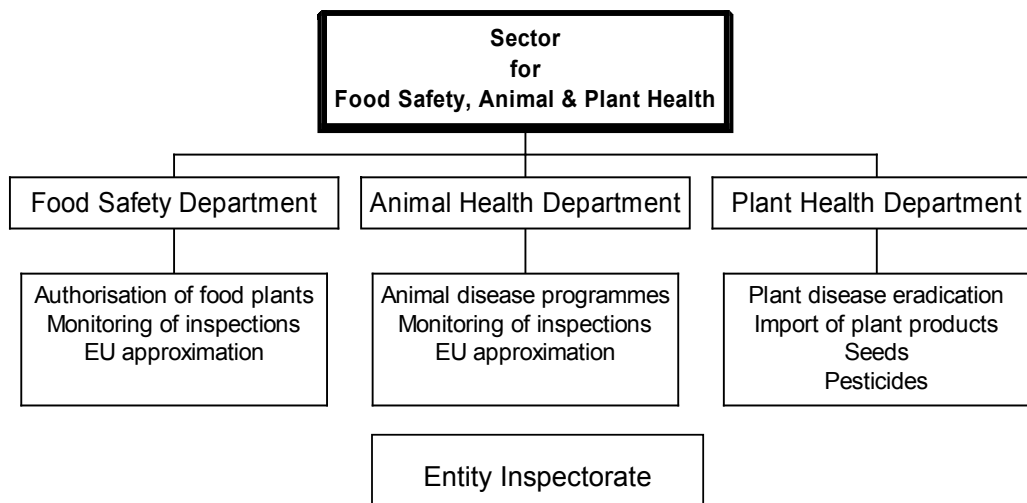 Sector
for
Food Safety, Animal & Plant Health
Food Safety Department
Animal Health Department
Plant Health Department
Authorisation of food plants
Monitoring of inspections
EU approximation
Animal disease programmes
Monitoring of inspections
EU approximation
Plant disease eradication
Import of plant products
Seeds
Pesticides
Entity Inspectorate